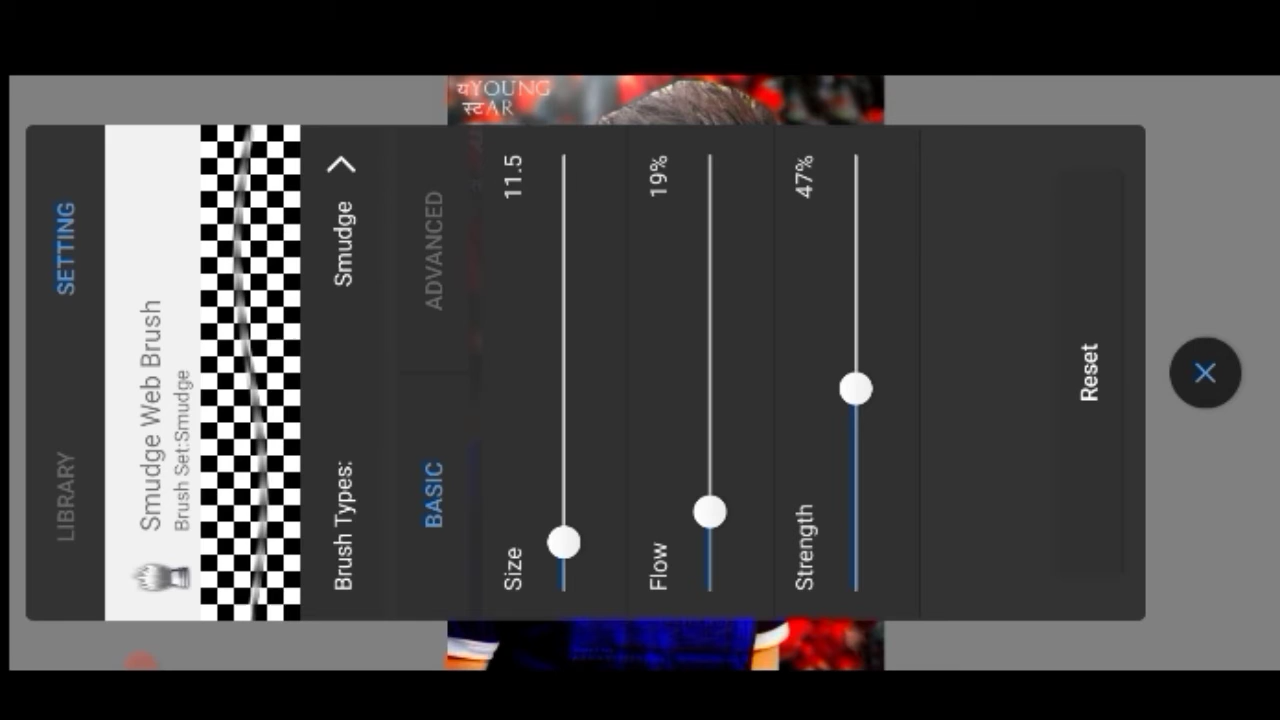 यYOUNG
स्टAR
LIBRARY SETTING
Smudge Web Brush
Brush Set:Smudge
Brush Types: Smudge
BASIC ADVANCED
Size 11.5
Flow 19%
Strength 47%
Reset